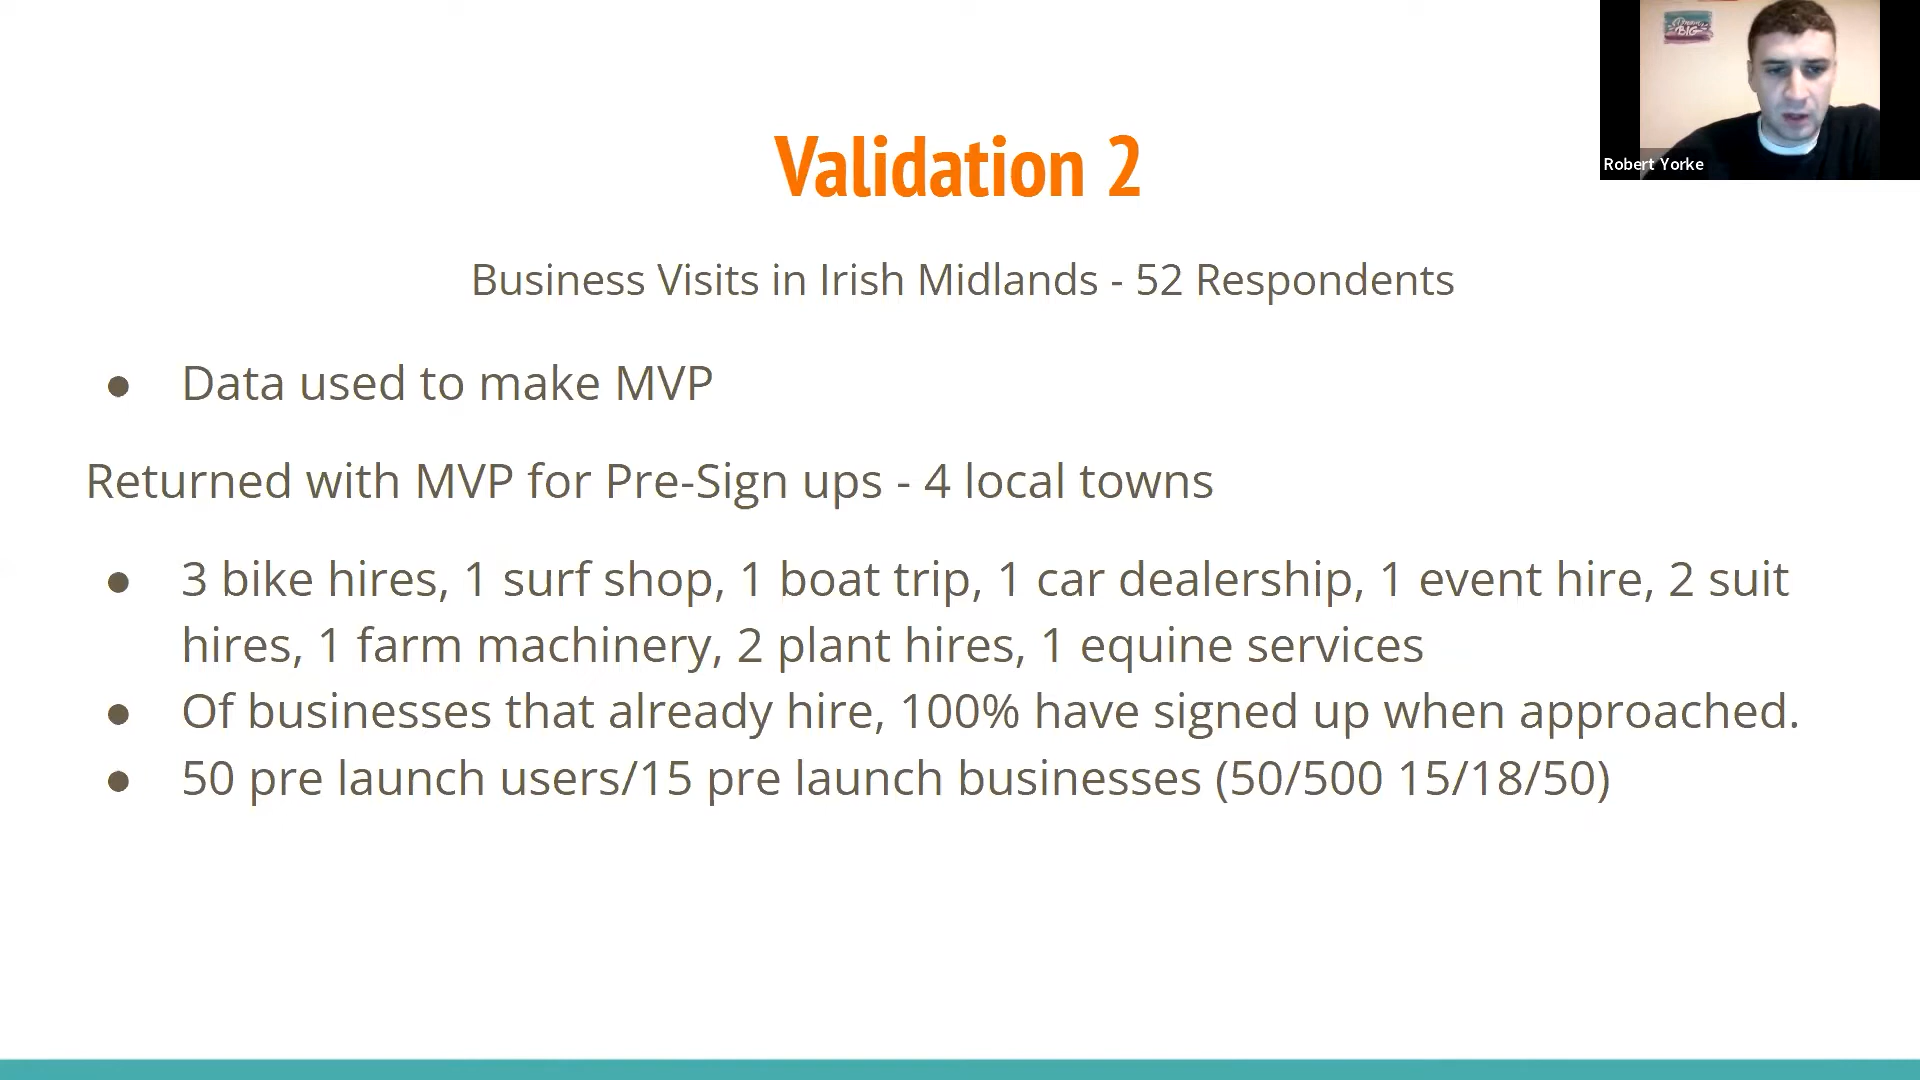 Dream
BIG
Robert Yorke
Validation 2
Business Visits in Irish Midlands - 52 Respondents
● Data used to make MVP
Returned with MVP for Pre-Sign ups - 4 local towns
● 3 bike hires, 1 surf shop, 1 boat trip, 1 car dealership, 1 event hire, 2 suit
hires, 1 farm machinery, 2 plant hires, 1 equine services
● Of businesses that already hire, 100% have signed up when approached.
● 50 pre launch users/15 pre launch businesses (50/500 15/18/50)